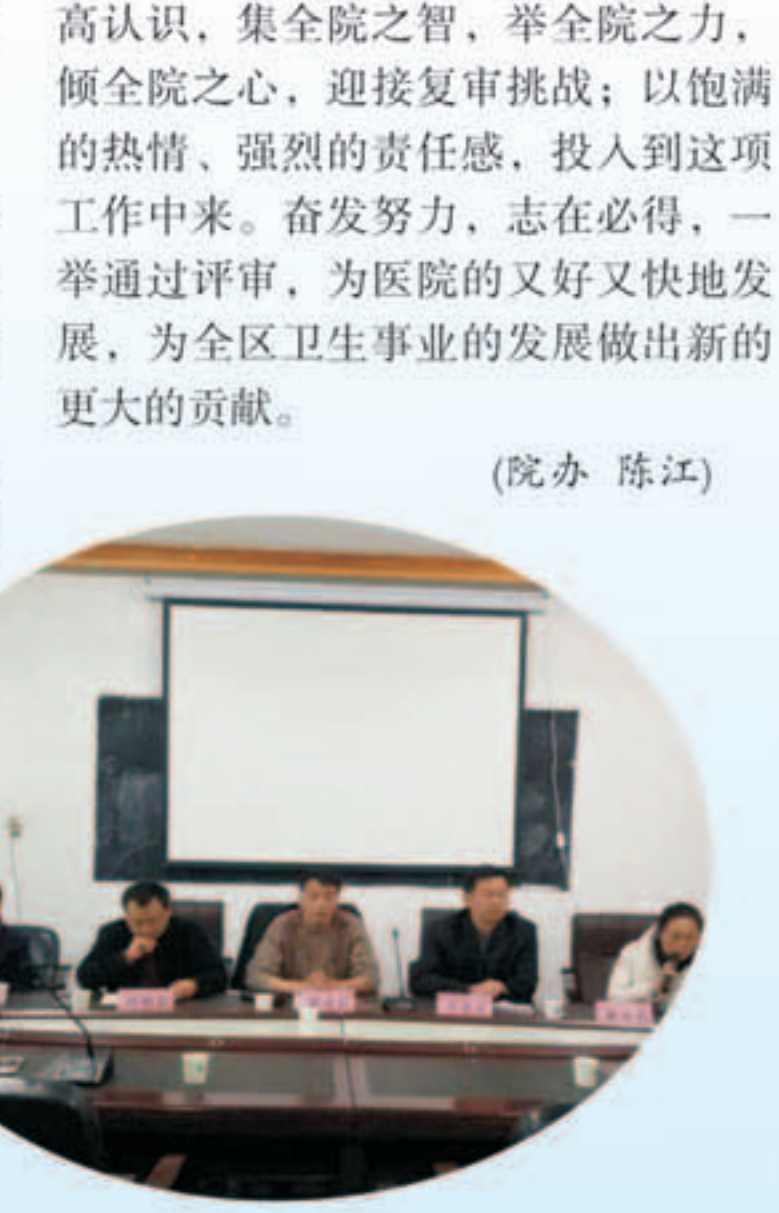 高认识，集全院之智，举全院之力，
倾全院之心，迎接复审挑战；以饱满
的热情、强烈的责任感，投入到这项
工作中来。奋发努力，志在必得，一
举通过评审，为医院的又好又快地发
展，为全区卫生事业的发展做出新的
更大的贡献。
(院办 陈江)